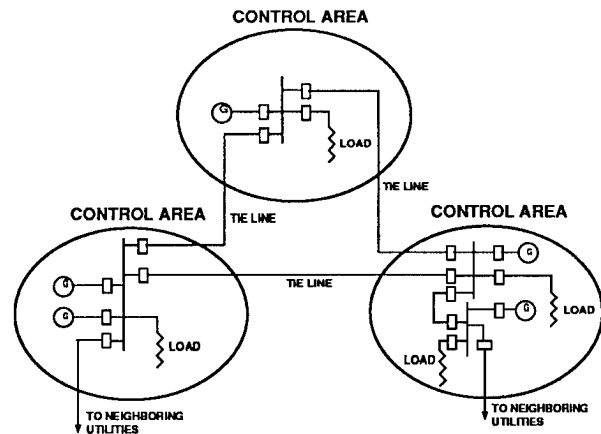 CONTROL AREA
G
LOAD
TIE LINE
TIE LINE
CONTROL AREA
CONTROL AREA
G
G
LOAD
TIE LINE
G
G
LOAD
LOAD
TO NEIGHBORING
UTILITIES
TO NEIGHBORING
UTILITIES